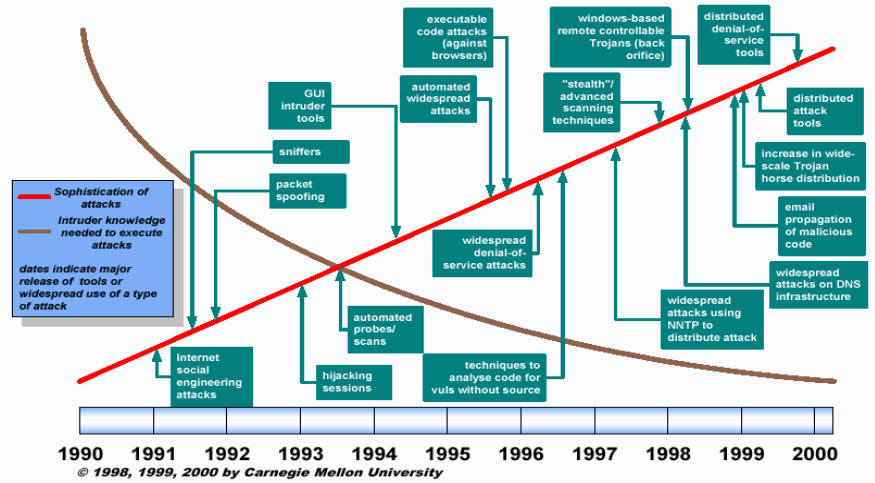 executable
code attacks
(against
browsers)
windows-based
remote controllable
Trojans (back
orifice)
distributed
denial-of-
service
tools
GUI
intruder
tools
automated
widespread
attacks
"stealth"/
advanced
scanning
techniques
distributed
attack
tools
sniffers
increase in wide-
scale Trojan
horse distribution
packet
spoofing
Sophistication of
attacks
Intruder knowledge
needed to execute
attacks
dates indicate major
release of tools or
widespread use of a type
of attack
email
propagation
of malicious
code
widespread
denial-of-
service attacks
widespread
attacks on DNS
infrastructure
widespread
attacks using
NNTP to
distribute attack
automated
probes/
scans
Internet
social
engineering
attacks
hijacking
sessions
techniques to
analyse code for
vuls without source
1990 1991 1992 1993 1994 1995 1996 1997 1998 1999 2000
© 1998, 1999, 2000 by Carnegie Mellon University